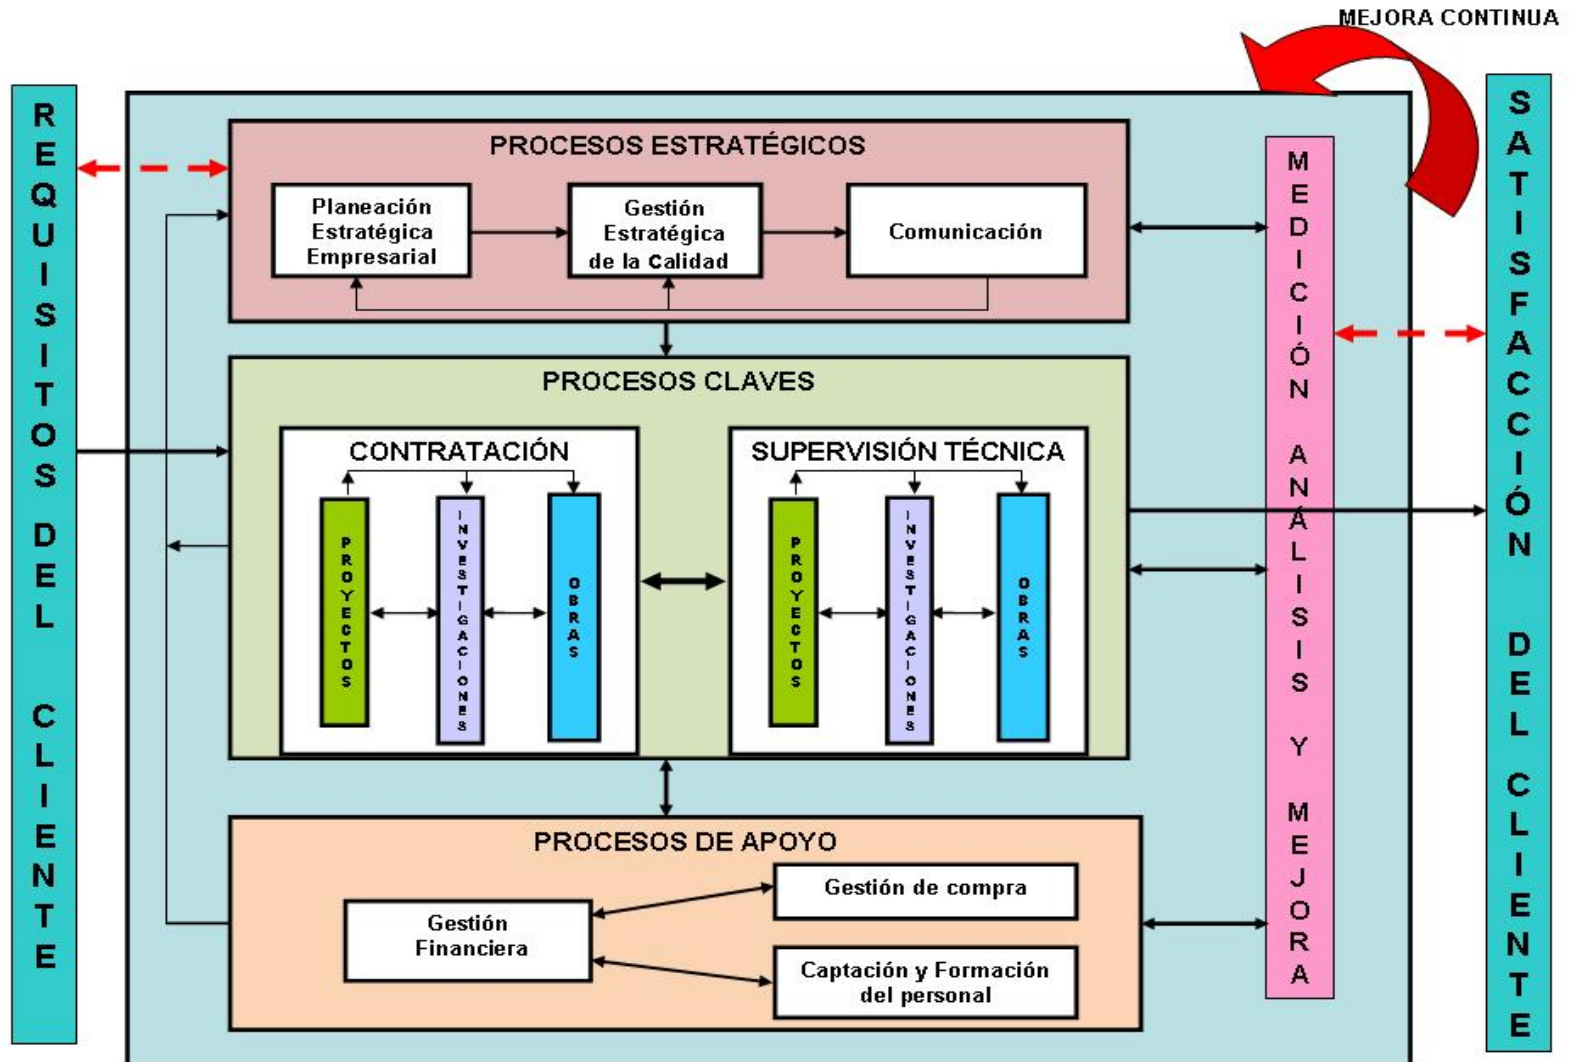 MEJORA CONTINUA
REQUISITOS DEL CLIENTE
PROCESOS ESTRATÉGICOS
Planeación
Estratégica
Empresarial
Gestión
Estratégica
de la Calidad
Comunicación
PROCESOS CLAVES
CONTRATACIÓN
PROYECTOS
INVESTIGACIONES
OBRAS
SUPERVISIÓN TÉCNICA
PROYECTOS
INVESTIGACIONES
OBRAS
PROCESOS DE APOYO
Gestión
Financiera
Gestión de compra
Captación y Formación
del personal
MEDICIÓN ANÁLISIS Y MEJORA
SATISFACCIÓN DEL CLIENTE